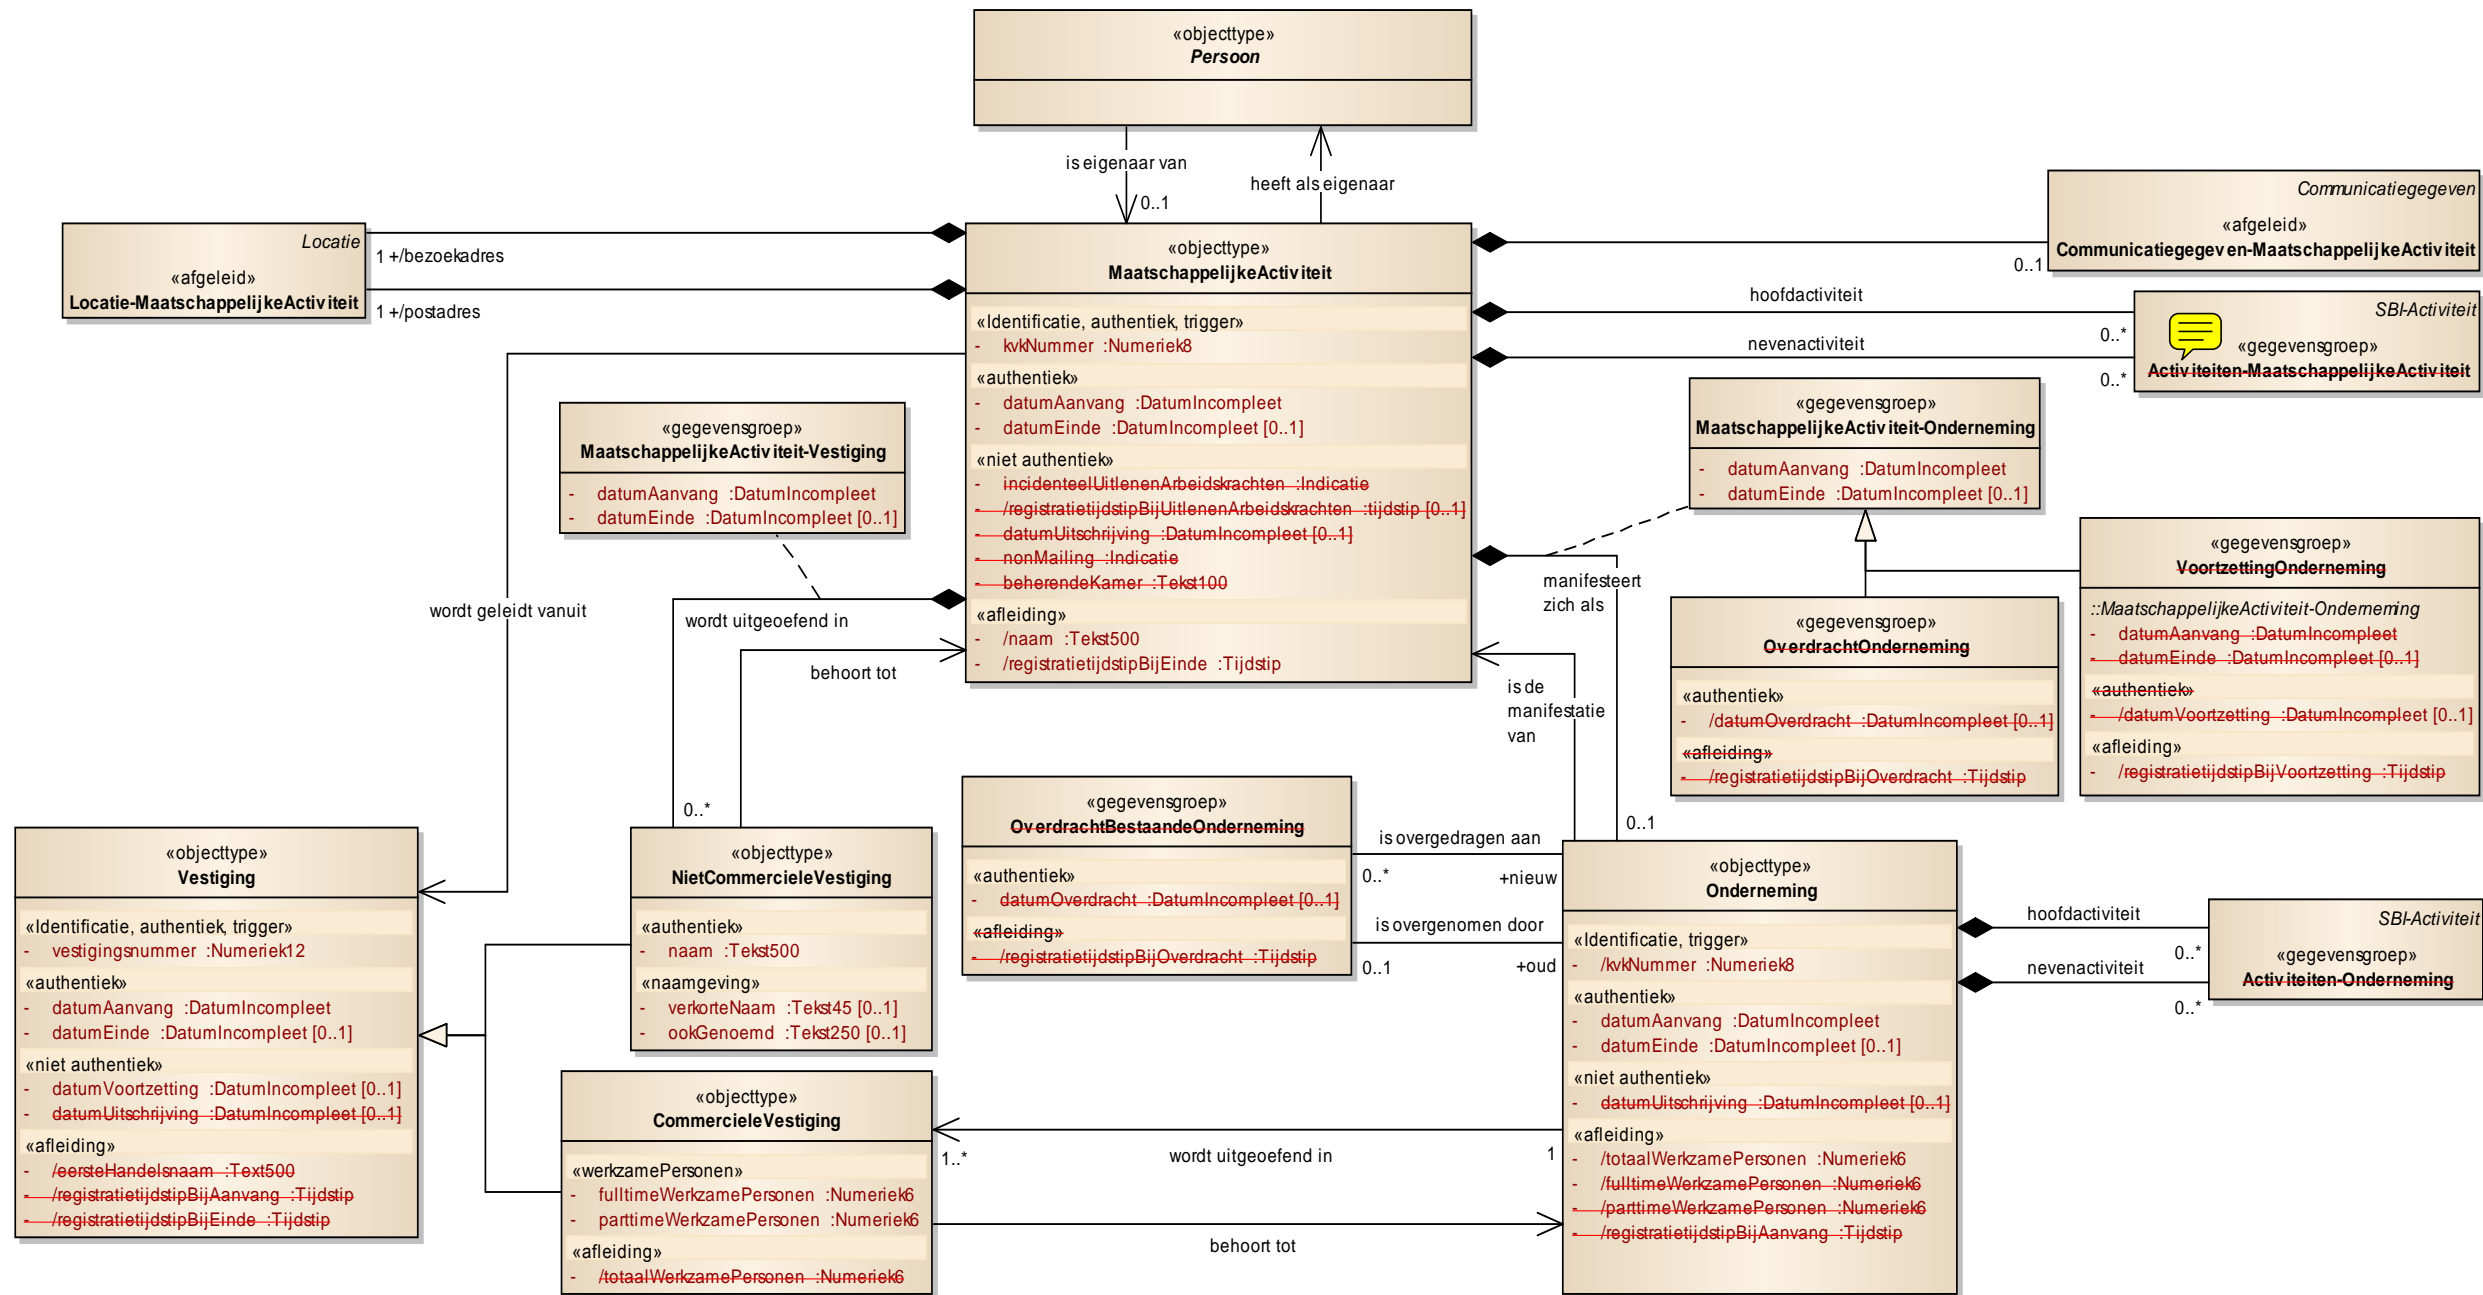 «objecttype»
Persoon
is eigenaar van
heeft als eigenaar
0..1
Locatie
«afgeleid»
Locatie-MaatschappelijkeActiviteit
1 +/bezoekadres
1 +/postadres
«objecttype»
MaatschappelijkeActiviteit
«Identificatie, authentiek, trigger»
- kvkNummer :Numeriek8
«authentiek»
- datumAanvang :DatumIncompleet
- datumEinde :DatumIncompleet [0..1]
«niet authentiek»
- incidenteelUitlenenArbeidskrachten :Indicatie
- /registratietijdstipBijUitlenenArbeidskrachten :tijdstip [0..1]
- datumUitschrijving :DatumIncompleet [0..1]
- nonMailing :Indicatie
- beherendeKamer :Tekst100
«afleiding»
- /naam :Tekst500
- /registratietijdstipBijEinde :Tijdstip
Communicatiegegeven
«afgeleid»
Communicatiegegeven-MaatschappelijkeActiviteit
0..1
hoofdactiviteit
0..*
nevenactiviteit
0..*
SBI-Activiteit
«gegevensgroep»
Activiteiten-MaatschappelijkeActiviteit
«gegevensgroep»
MaatschappelijkeActiviteit-Vestiging
- datumAanvang :DatumIncompleet
- datumEinde :DatumIncompleet [0..1]
«gegevensgroep»
MaatschappelijkeActiviteit-Onderneming
- datumAanvang :DatumIncompleet
- datumEinde :DatumIncompleet [0..1]
«gegevensgroep»
VoortzettingOnderneming
::MaatschappelijkeActiviteit-Onderneming
- datumAanvang :DatumIncompleet
- datumEinde :DatumIncompleet [0..1]
«authentiek»
- /datumVoortzetting :DatumIncompleet [0..1]
«afleiding»
- /registratietijdstipBijVoortzetting :Tijdstip
«gegevensgroep»
OverdrachtOnderneming
«authentiek»
- /datumOverdracht :DatumIncompleet [0..1]
«afleiding»
- /registratietijdstipBijOverdracht :Tijdstip
wordt geleidt vanuit
wordt uitgeoefend in
behoort tot
0..*
manifesteert
zich als
is de
manifestatie
van
0..1
«gegevensgroep»
OverdrachtBestaandeOnderneming
«authentiek»
- datumOverdracht :DatumIncompleet [0..1]
«afleiding»
- /registratietijdstipBijOverdracht :Tijdstip
is overgedragen aan
0..*
+nieuw
is overgenomen door
0..1
+oud
«objecttype»
Vestiging
«Identificatie, authentiek, trigger»
- vestigingsnummer :Numeriek12
«authentiek»
- datumAanvang :DatumIncompleet
- datumEinde :DatumIncompleet [0..1]
«niet authentiek»
- datumVoortzetting :DatumIncompleet [0..1]
- datumUitschrijving :DatumIncompleet [0..1]
«afleiding»
- /eersteHandelsnaam :Text500
- /registratietijdstipBijAanvang :Tijdstip
- /registratietijdstipBijEinde :Tijdstip
«objecttype»
NietCommercieleVestiging
«authentiek»
- naam :Tekst500
«naamgeving»
- verkorteNaam :Tekst45 [0..1]
- ookGenoemd :Tekst250 [0..1]
«objecttype»
CommercieleVestiging
«werkzamePersonen»
- fulltimeWerkzamePersonen :Numeriek6
- parttimeWerkzamePersonen :Numeriek6
«afleiding»
- /totaalWerkzamePersonen :Numeriek6
1..*
wordt uitgeoefend in
1
behoort tot
«objecttype»
Onderneming
«Identificatie, trigger»
- /kvkNummer :Numeriek8
«authentiek»
- datumAanvang :DatumIncompleet
- datumEinde :DatumIncompleet [0..1]
«niet authentiek»
- datumUitschrijving :DatumIncompleet [0..1]
«afleiding»
- /totaalWerkzamePersonen :Numeriek6
- /fulltimeWerkzamePersonen :Numeriek6
- /parttimeWerkzamePersonen :Numeriek6
- /registratietijdstipBijAanvang :Tijdstip
hoofdactiviteit
0..*
nevenactiviteit
0..*
SBI-Activiteit
«gegevensgroep»
Activiteiten-Onderneming